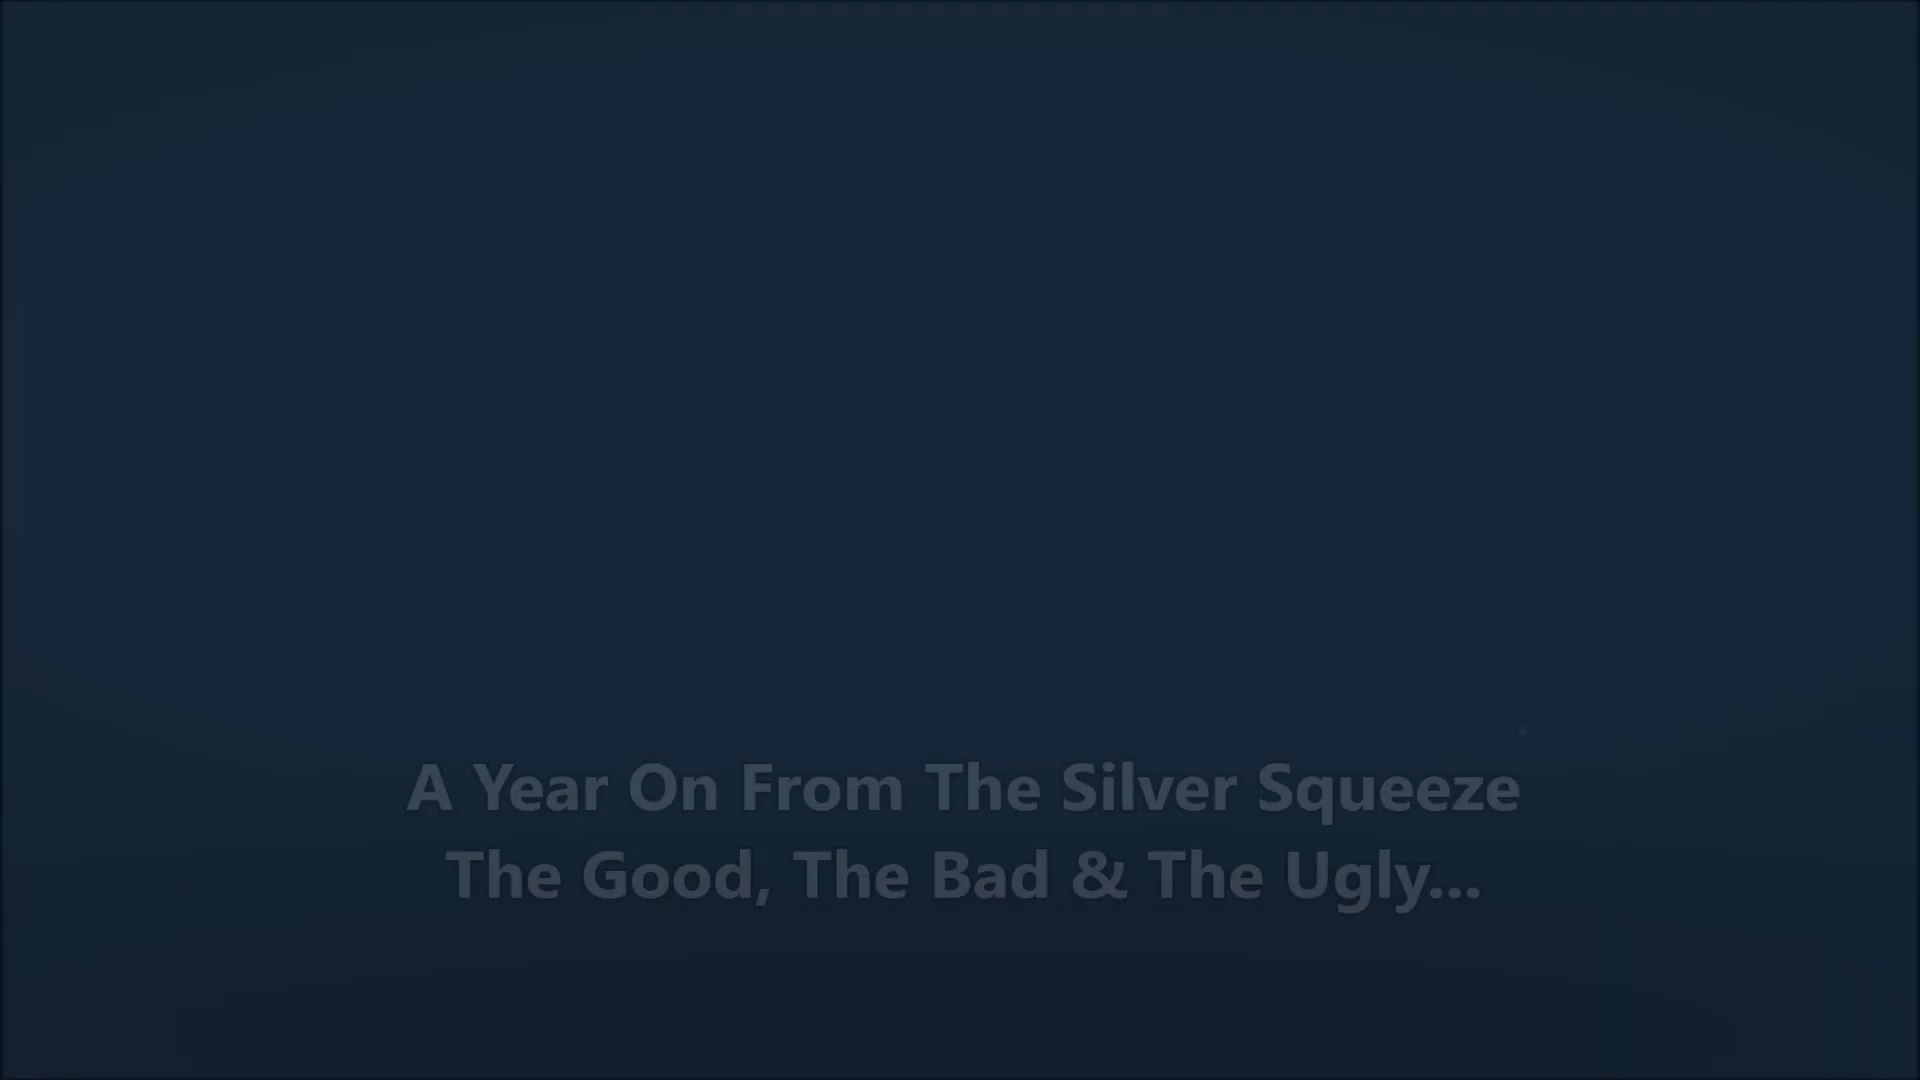 A Year On From The Silver Squeeze
The Good, The Bad & The Ugly...